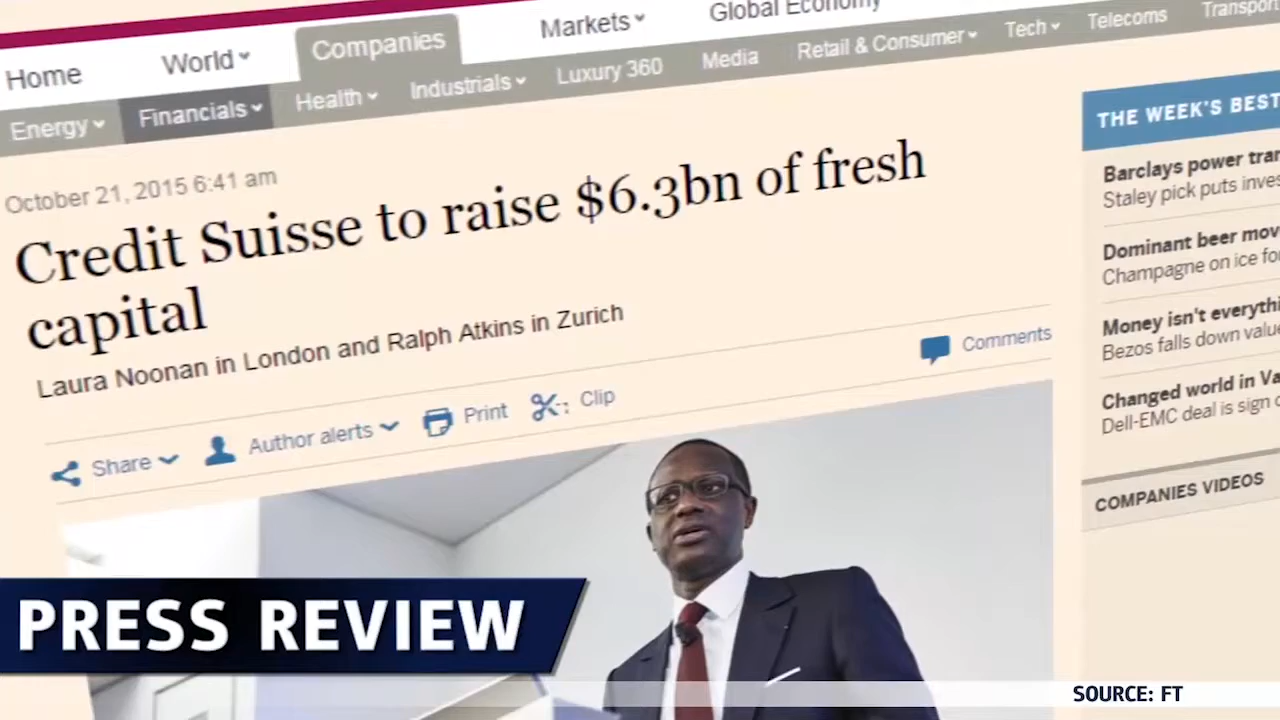 Home World Companies Markets Global Economy
Energy Financials Health Industrials Luxury 360 Media Retail & Consumer Tech Telecoms Transport
October 21, 2015 6:41 am
Credit Suisse to raise $6.3bn of fresh
capital
Laura Noonan in London and Ralph Atkins in Zurich
Comments
Share Author alerts Print Clip
THE WEEK'S BEST
Barclays power
Staley pick puts
Dominant beer
Champagne on ice
Money isn't
Bezos falls down
Changed world in
Dell-EMC deal is sign
COMPANIES VIDEOS
PRESS REVIEW
SOURCE: FT